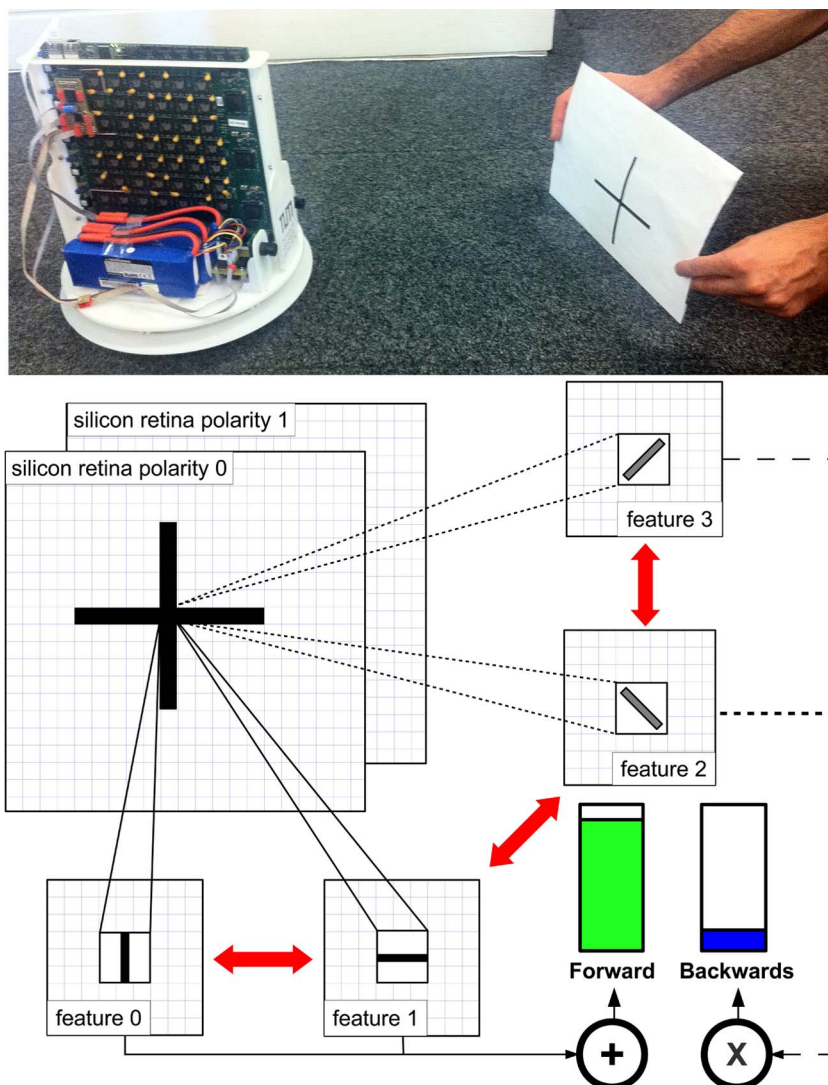 silicon retina polarity 1
silicon retina polarity 0
feature 3
feature 2
feature 0
feature 1
Forward
Backwards
+
X